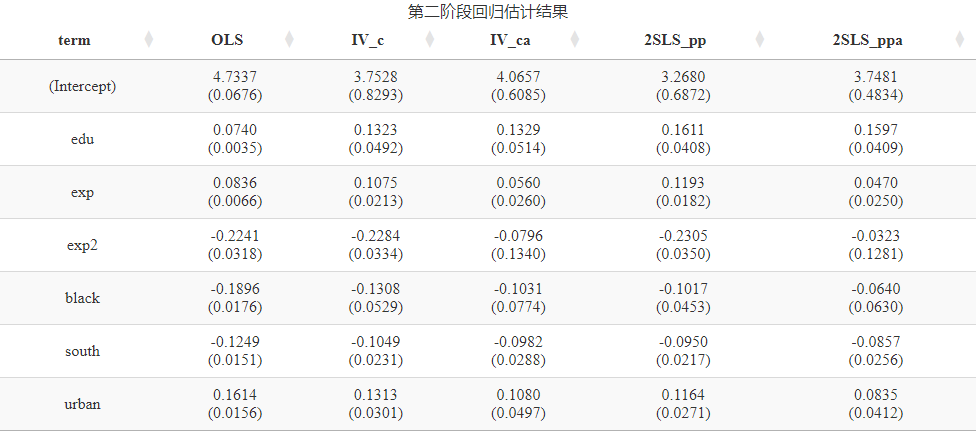 第二阶段回归估计结果
term OLS IV_c IV_ca 2SLS_pp 2SLS_ppa
(Intercept) 4.7337 3.7528 4.0657 3.2680 3.7481
(0.0676) (0.8293) (0.6085) (0.6872) (0.4834)
edu 0.0740 0.1323 0.1329 0.1611 0.1597
(0.0035) (0.0492) (0.0514) (0.0408) (0.0409)
exp 0.0836 0.1075 0.0560 0.1193 0.0470
(0.0066) (0.0213) (0.0260) (0.0182) (0.0250)
exp2 -0.2241 -0.2284 -0.0796 -0.2305 -0.0323
(0.0318) (0.0334) (0.1340) (0.0350) (0.1281)
black -0.1896 -0.1308 -0.1031 -0.1017 -0.0640
(0.0176) (0.0529) (0.0774) (0.0453) (0.0630)
south -0.1249 -0.1049 -0.0982 -0.0950 -0.0857
(0.0151) (0.0231) (0.0288) (0.0217) (0.0256)
urban 0.1614 0.1313 0.1080 0.1164 0.0835
(0.0156) (0.0301) (0.0497) (0.0271) (0.0412)